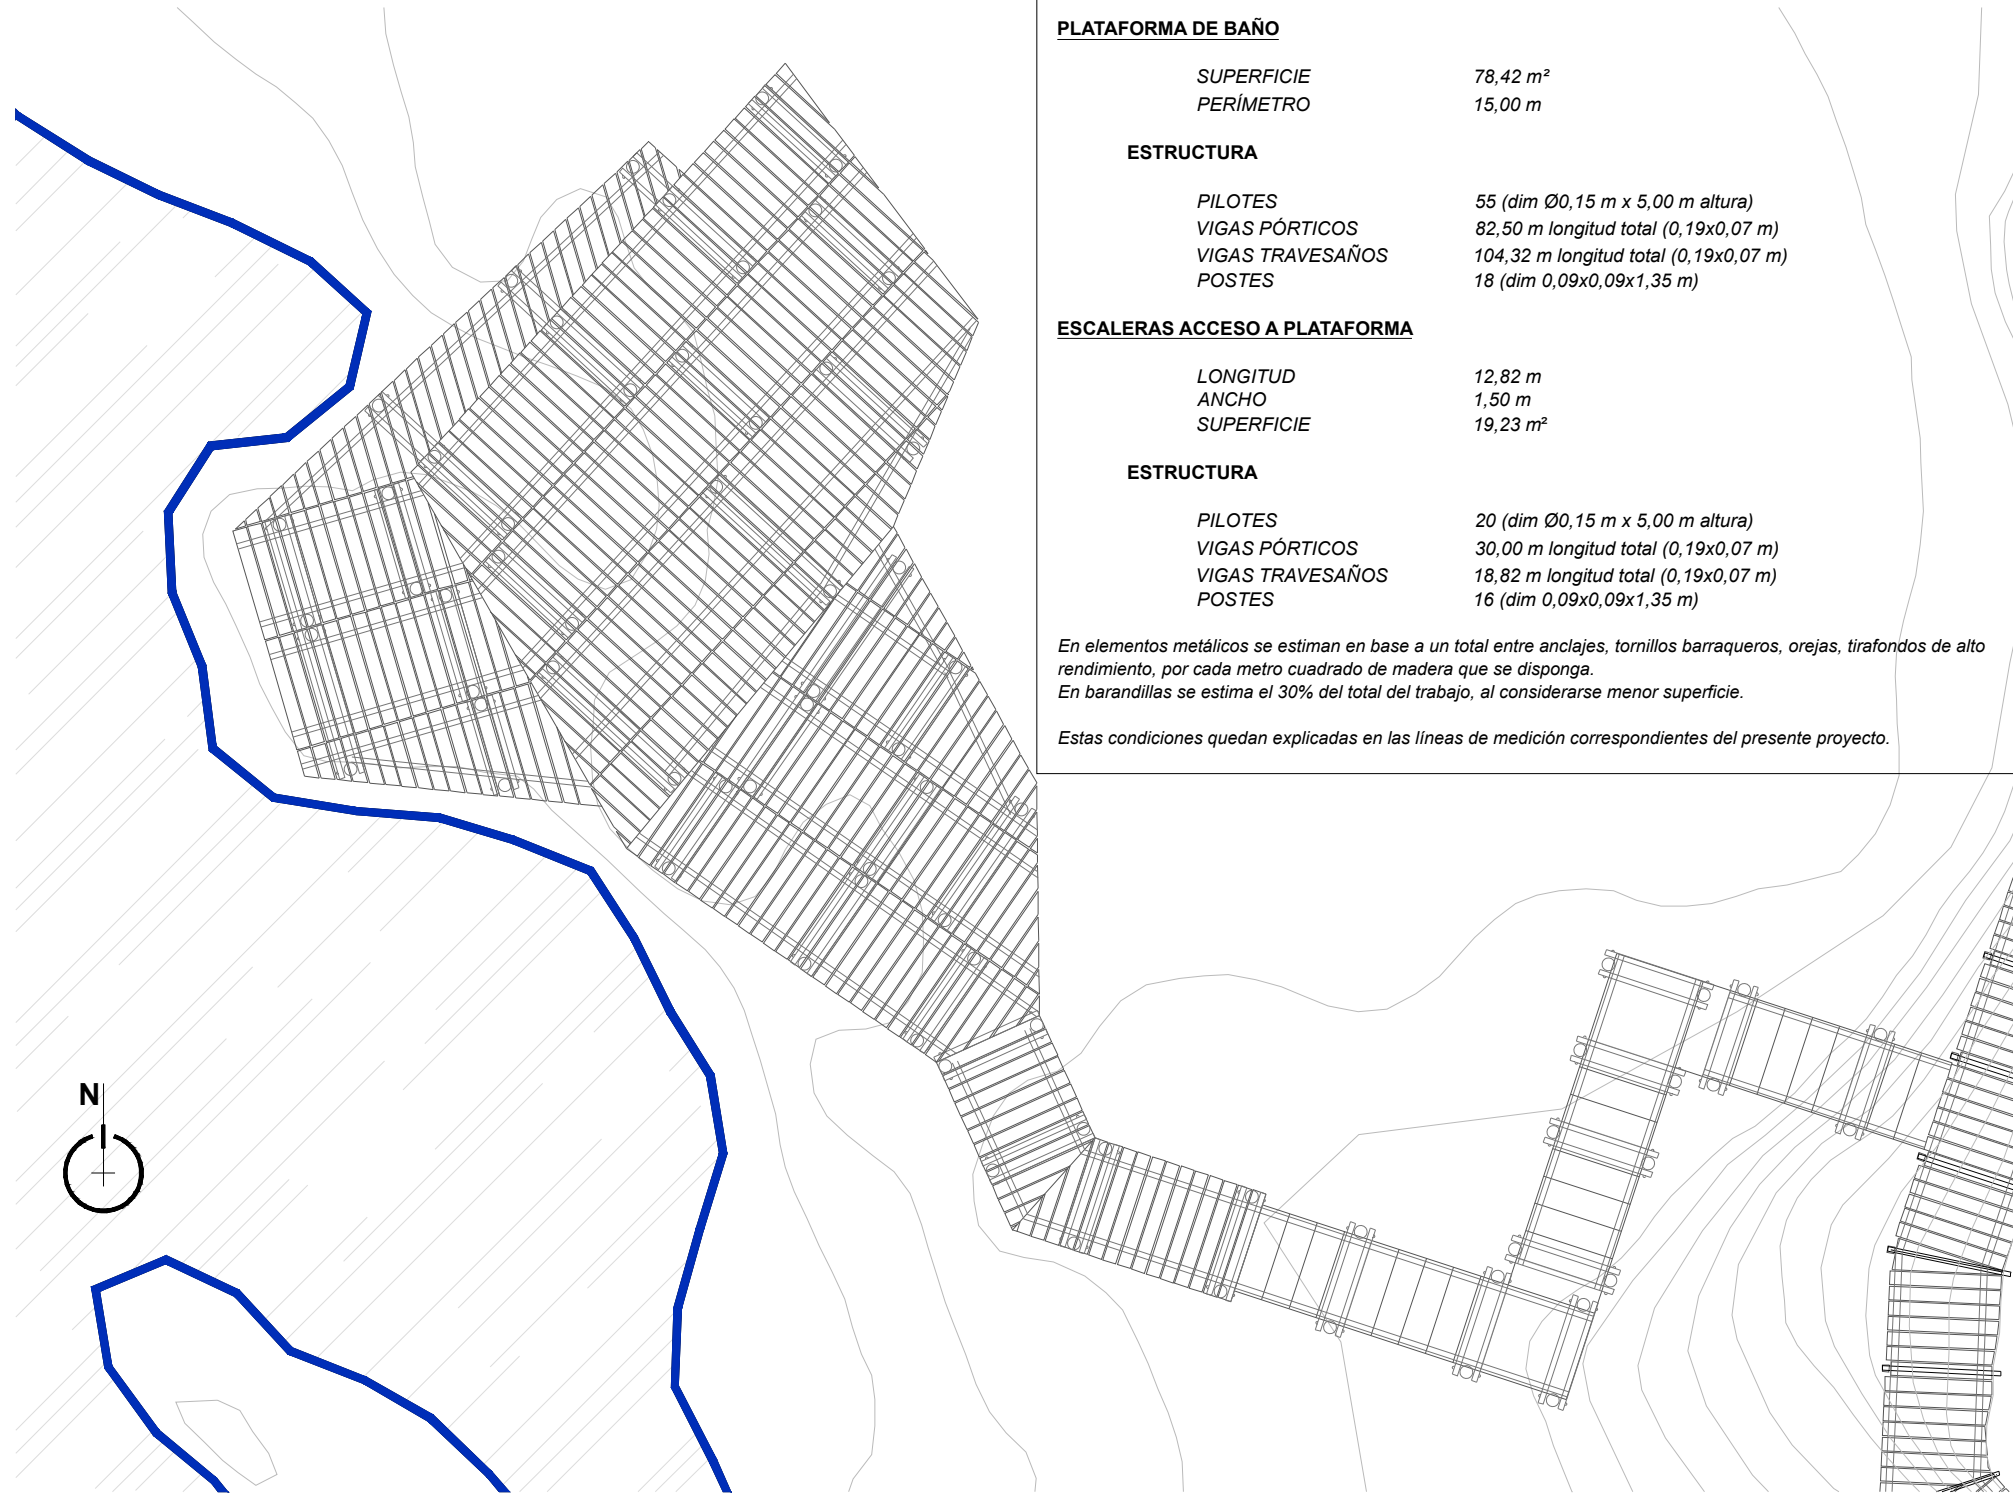 PLATAFORMA DE BAÑO
SUPERFICIE 78,42 m²
PERÍMETRO 15,00 m
ESTRUCTURA
PILOTES 55 (dim Ø0,15 m x 5,00 m altura)
VIGAS PÓRTICOS 82,50 m longitud total (0,19x0,07 m)
VIGAS TRAVESAÑOS 104,32 m longitud total (0,19x0,07 m)
POSTES 18 (dim 0,09x0,09x1,35 m)
ESCALERAS ACCESO A PLATAFORMA
LONGITUD 12,82 m
ANCHO 1,50 m
SUPERFICIE 19,23 m²
ESTRUCTURA
PILOTES 20 (dim Ø0,15 m x 5,00 m altura)
VIGAS PÓRTICOS 30,00 m longitud total (0,19x0,07 m)
VIGAS TRAVESAÑOS 18,82 m longitud total (0,19x0,07 m)
POSTES 16 (dim 0,09x0,09x1,35 m)
En elementos metálicos se estiman en base a un total entre anclajes, tornillos barraqueros, orejas, tirafondos de alto
rendimiento, por cada metro cuadrado de madera que se disponga.
En barandillas se estima el 30% del total del trabajo, al considerarse menor superficie.
Estas condiciones quedan explicadas en las líneas de medición correspondientes del presente proyecto.
N